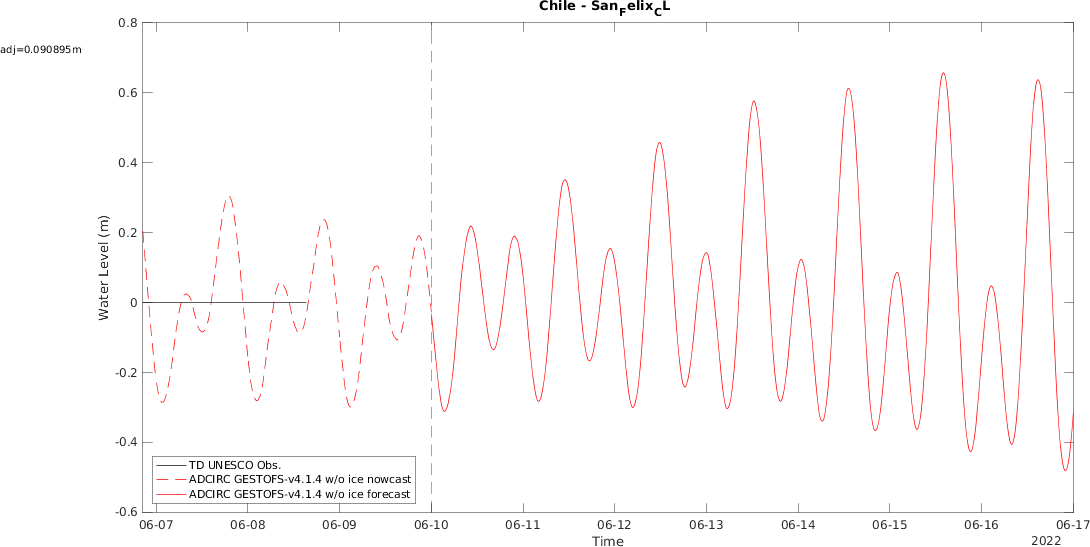 Chile - SanFelixCL
adj=0.090895m
Water Level (m)
0.8
0.6
0.4
0.2
0
-0.2
-0.4
-0.6
TD UNESCO Obs.
ADCIRC GESTOFS-v4.1.4 w/o ice nowcast
ADCIRC GESTOFS-v4.1.4 w/o ice forecast
06-07 06-08 06-09 06-10 06-11 06-12 06-13 06-14 06-15 06-16 06-17
Time
2022